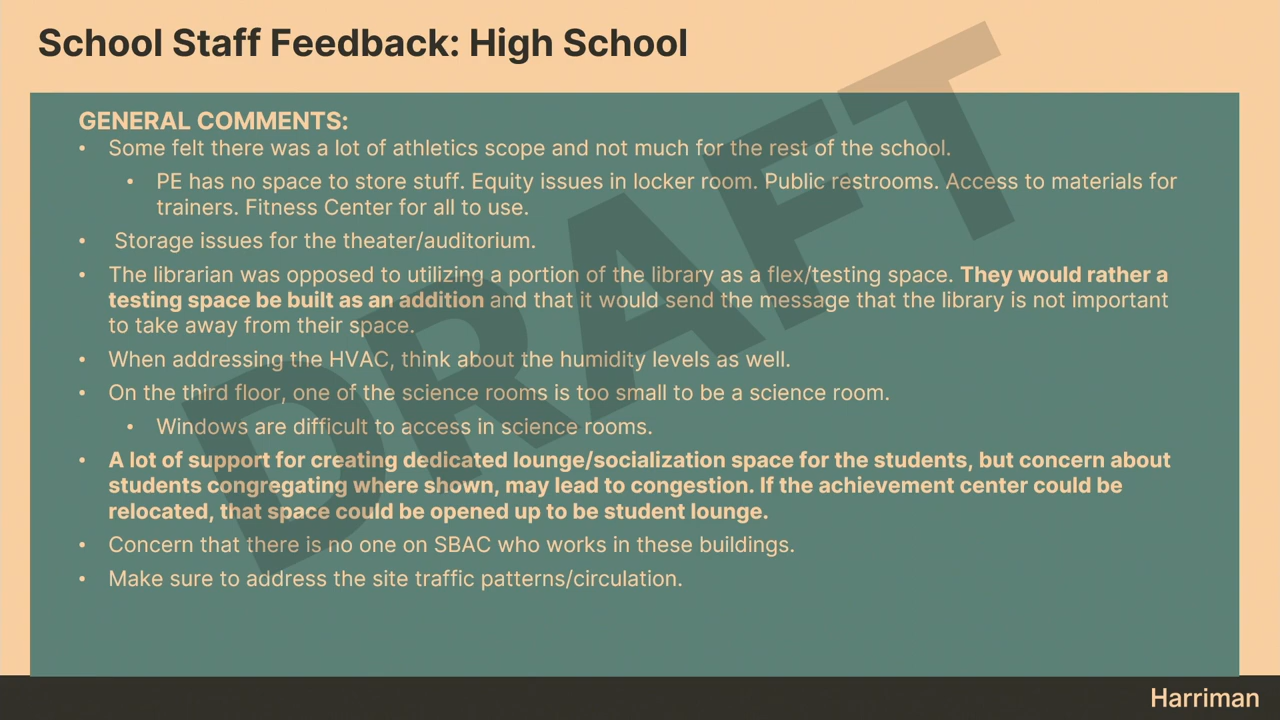 School Staff Feedback: High School
GENERAL COMMENTS:
• Some felt there was a lot of athletics scope and not much for the rest of the school.
• PE has no space to store stuff. Equity issues in locker room. Public restrooms. Access to materials for
trainers. Fitness Center for all to use.
• Storage issues for the theater/auditorium.
• The librarian was opposed to utilizing a portion of the library as a flex/testing space. They would rather a
testing space be built as an addition and that it would send the message that the library is not important
to take away from their space.
• When addressing the HVAC, think about the humidity levels as well.
• On the third floor, one of the science rooms is too small to be a science room.
• Windows are difficult to access in science rooms.
• A lot of support for creating dedicated lounge/socialization space for the students, but concern about
students congregating where shown, may lead to congestion. If the achievement center could be
relocated, that space could be opened up to be student lounge.
• Concern that there is no one on SBAC who works in these buildings.
• Make sure to address the site traffic patterns/circulation.
DRAFT
Harriman